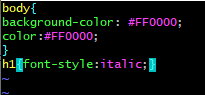 body{
background-color: #FF0000;
color:#FF0000;
}
h1{font-style:italic;}
~
~